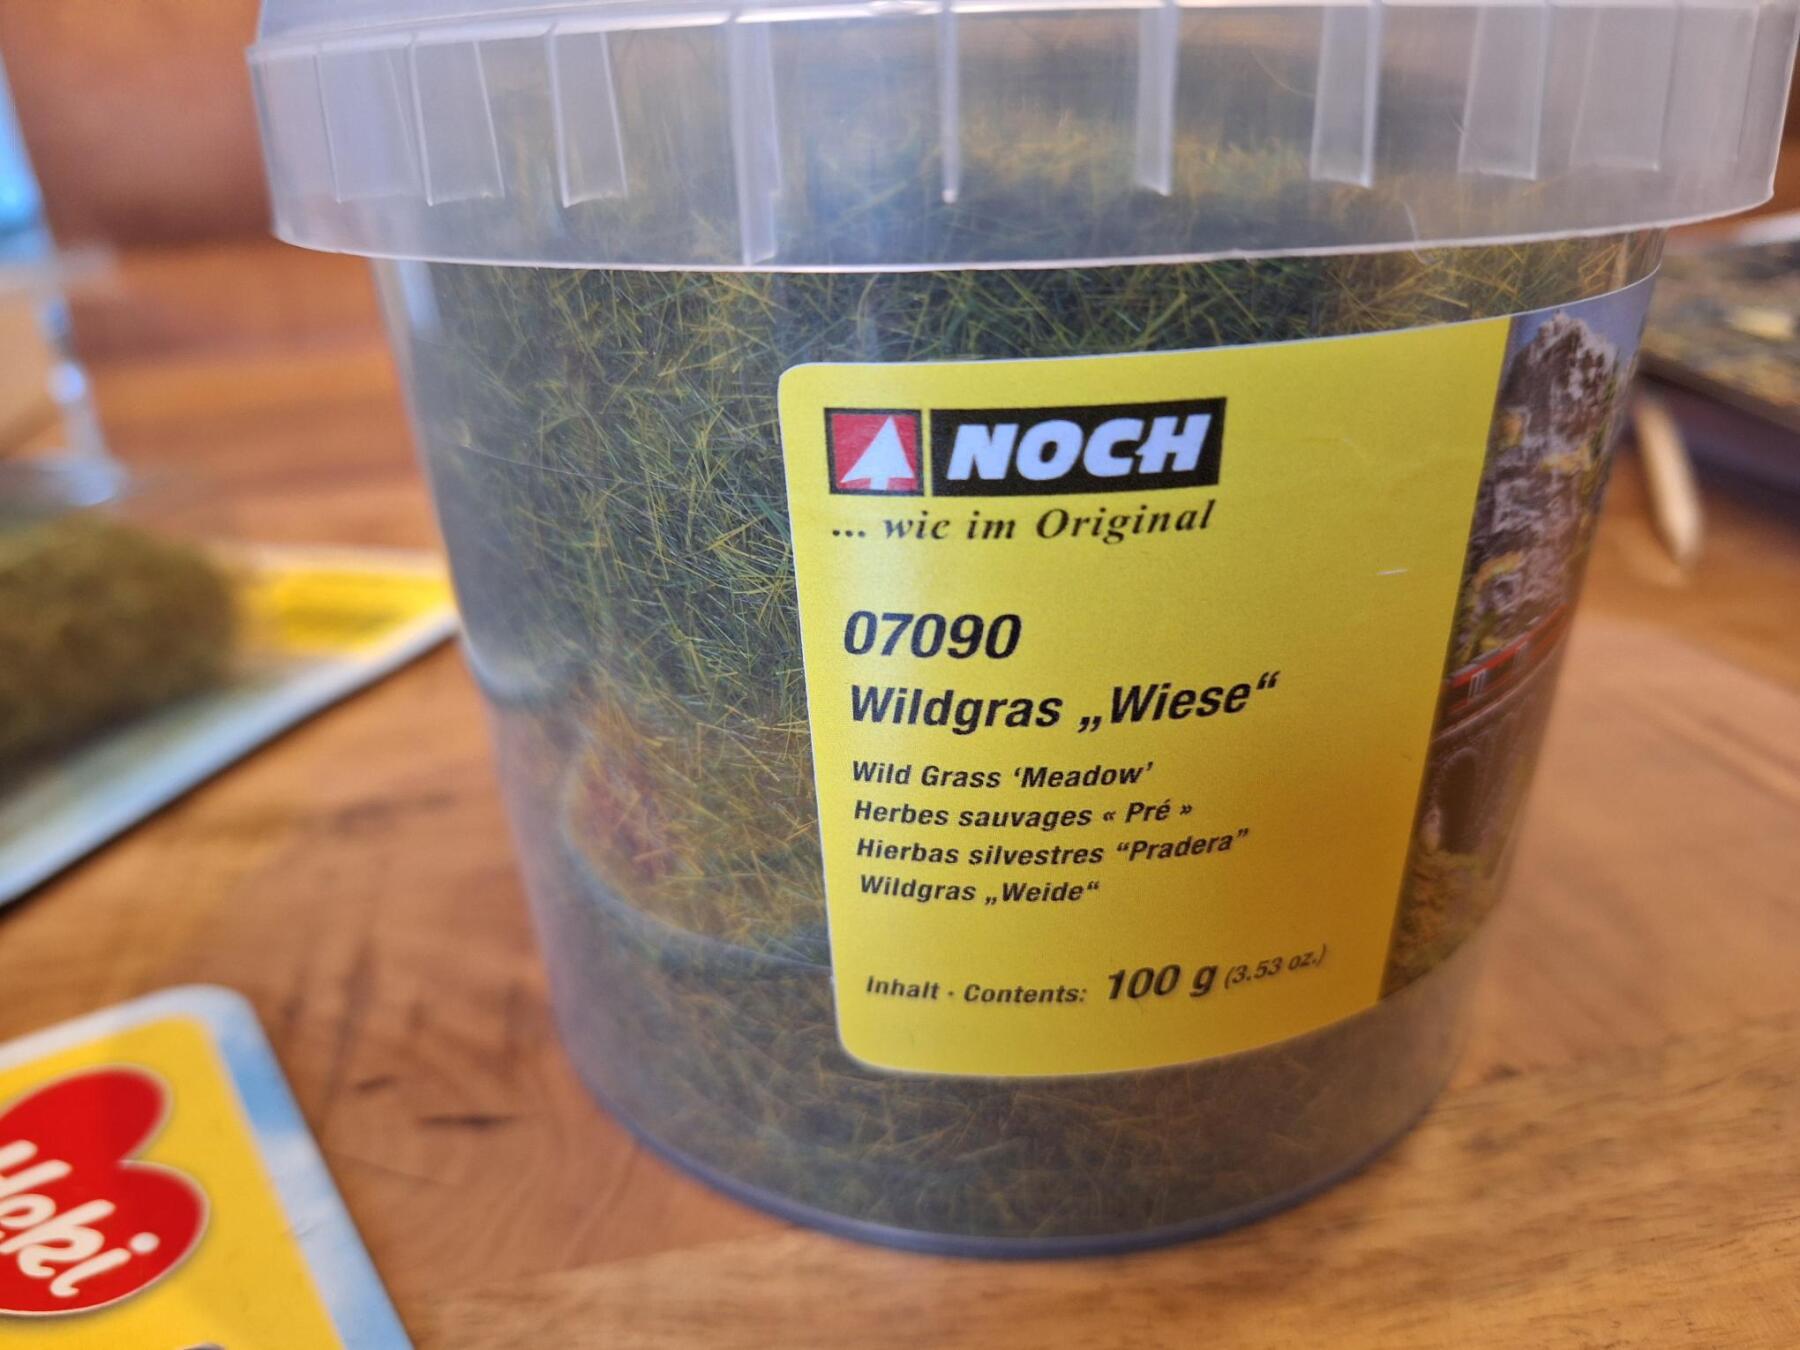 NOCH
... wie im Original
07090
Wildgras „Wiese“
Wild Grass ‘Meadow’
Herbes sauvages « Pré »
Hierbas silvestres “Pradera”
Wildgras „Weide“
Inhalt · Contents: 100 g (3.53 oz.)
Heki